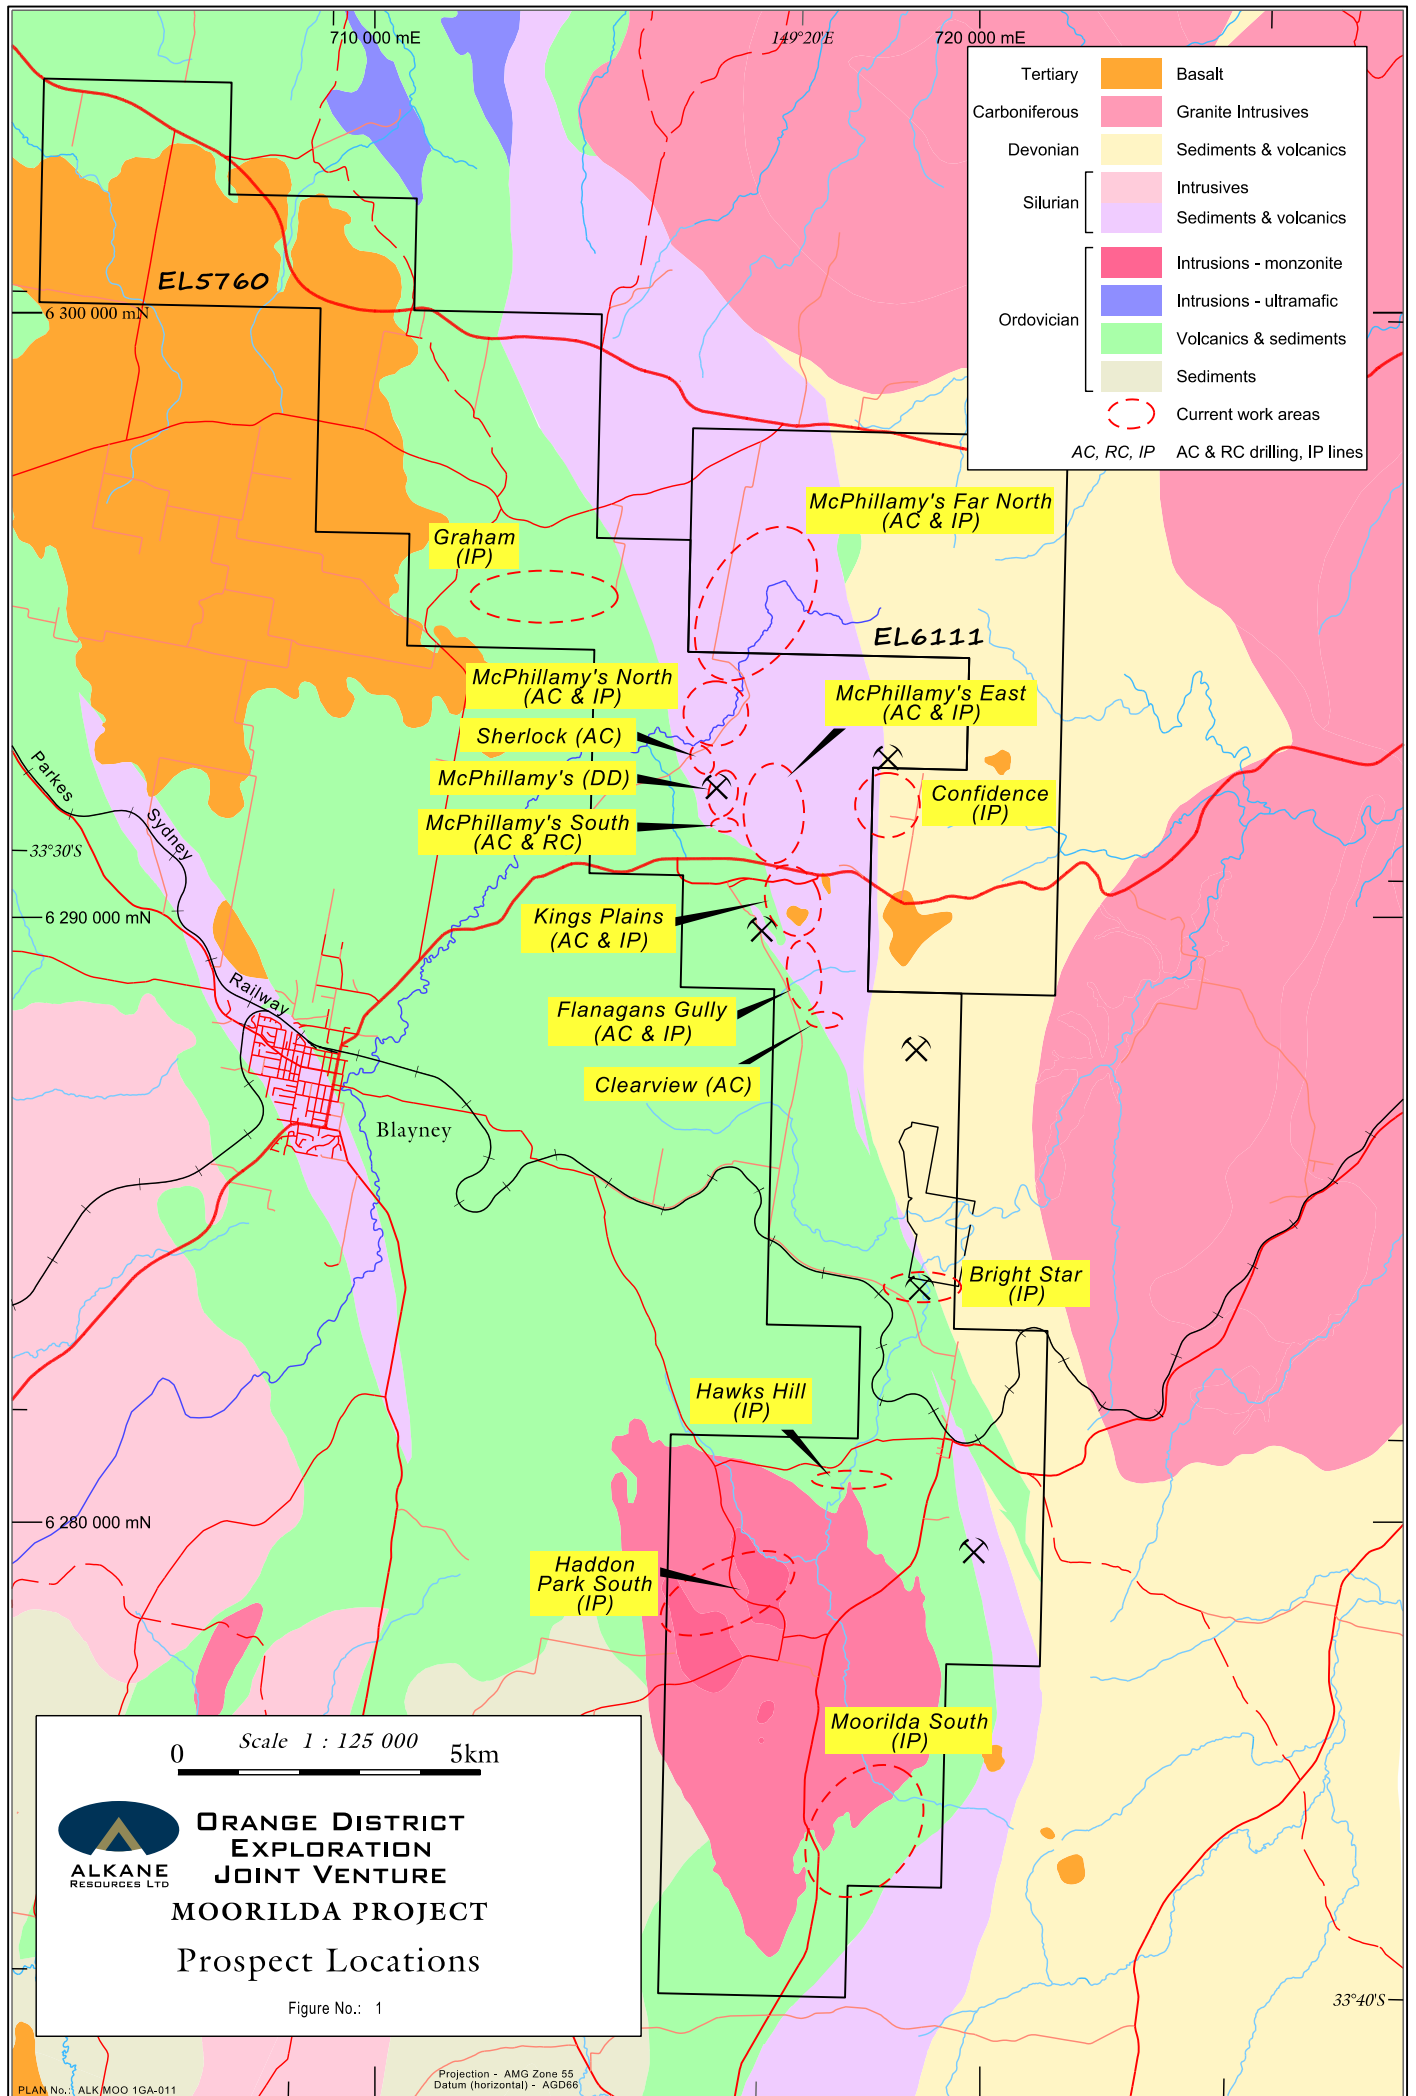 710 000 mE
149°20'E
720 000 mE
Tertiary
Basalt
Carboniferous
Granite Intrusives
Devonian
Sediments & volcanics
Silurian
Intrusives
Sediments & volcanics
Ordovician
Intrusions - monzonite
Intrusions - ultramafic
Volcanics & sediments
Sediments
Current work areas
AC, RC, IP
AC & RC drilling, IP lines
EL5760
6 300 000 mN
McPhillamy's Far North
(AC & IP)
Graham
(IP)
EL6111
McPhillamy's North
(AC & IP)
McPhillamy's East
(AC & IP)
Sherlock (AC)
McPhillamy's (DD)
Confidence
(IP)
McPhillamy's South
(AC & RC)
Parkes
Sydney
Railway
33°30'S
6 290 000 mN
Kings Plains
(AC & IP)
Flanagans Gully
(AC & IP)
Clearview (AC)
Blayney
Bright Star
(IP)
Hawks Hill
(IP)
6 280 000 mN
Haddon
Park South
(IP)
Moorilda South
(IP)
Scale 1 : 125 000
0
5km
ALKANE
RESOURCES LTD
ORANGE DISTRICT
EXPLORATION
JOINT VENTURE
MOORILDA PROJECT
Prospect Locations
Figure No.: 1
33°40'S
Projection - AMG Zone 55
Datum (horizontal) - AGD66
PLAN No.: ALK MOO 1GA-011